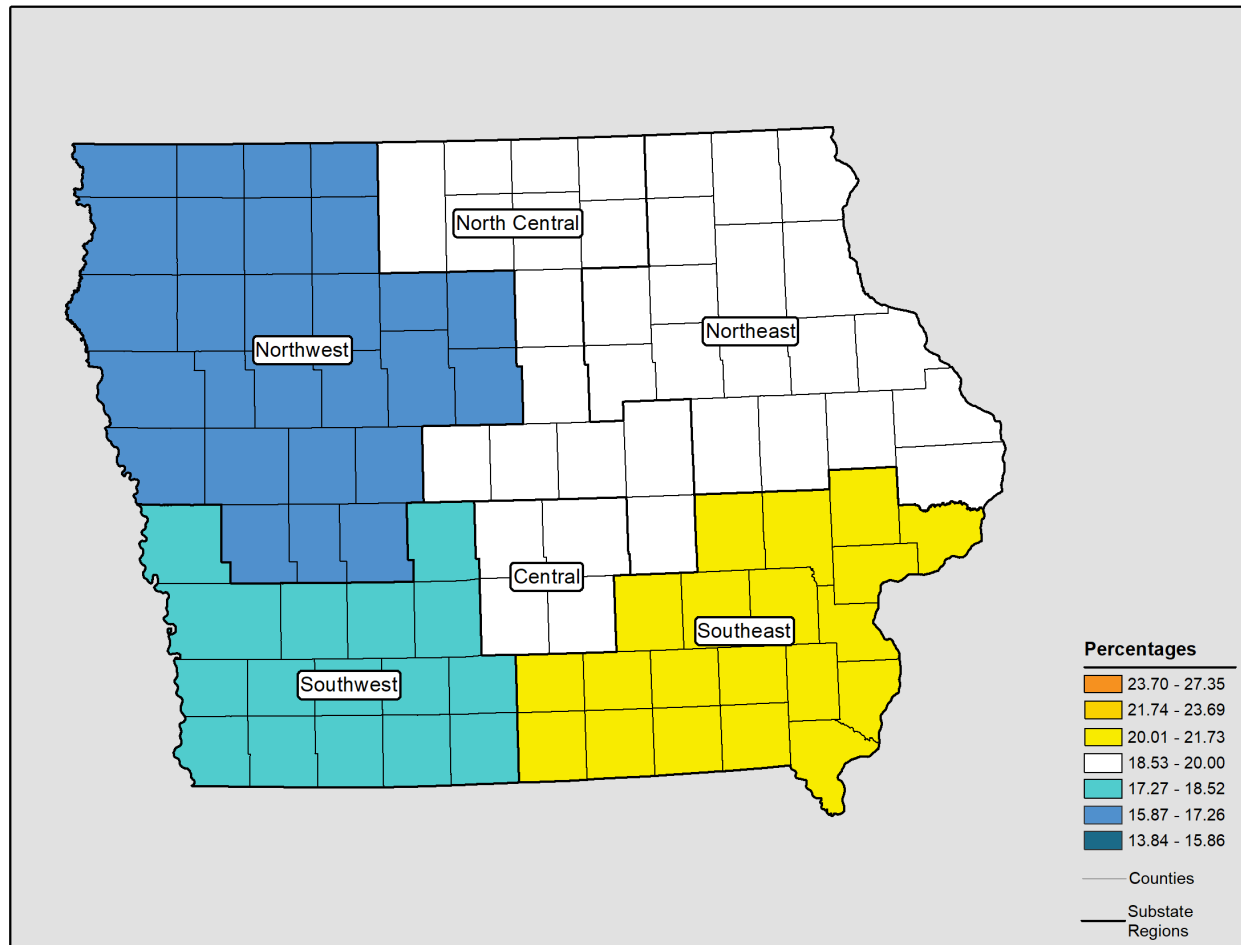 North Central
Northeast
Northwest
Central
Southeast
Southwest
Percentages
23.70 - 27.35
21.74 - 23.69
20.01 - 21.73
18.53 - 20.00
17.27 - 18.52
15.87 - 17.26
13.84 - 15.86
Counties
Substate
Regions